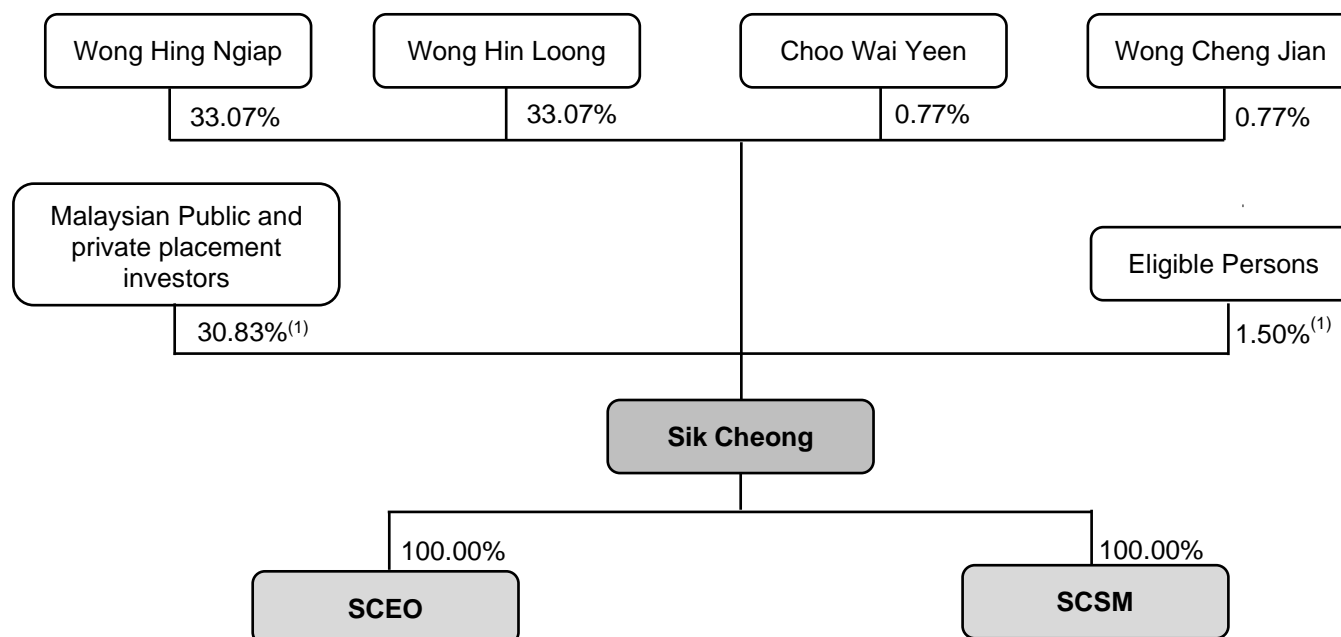 Wong Hing Ngiap
Wong Hin Loong
Choo Wai Yeen
Wong Cheng Jian
33.07%
33.07%
0.77%
0.77%
Malaysian Public and
private placement
investors
Eligible Persons
30.83%(1)
1.50%(1)
Sik Cheong
100.00%
100.00%
SCEO
SCSM